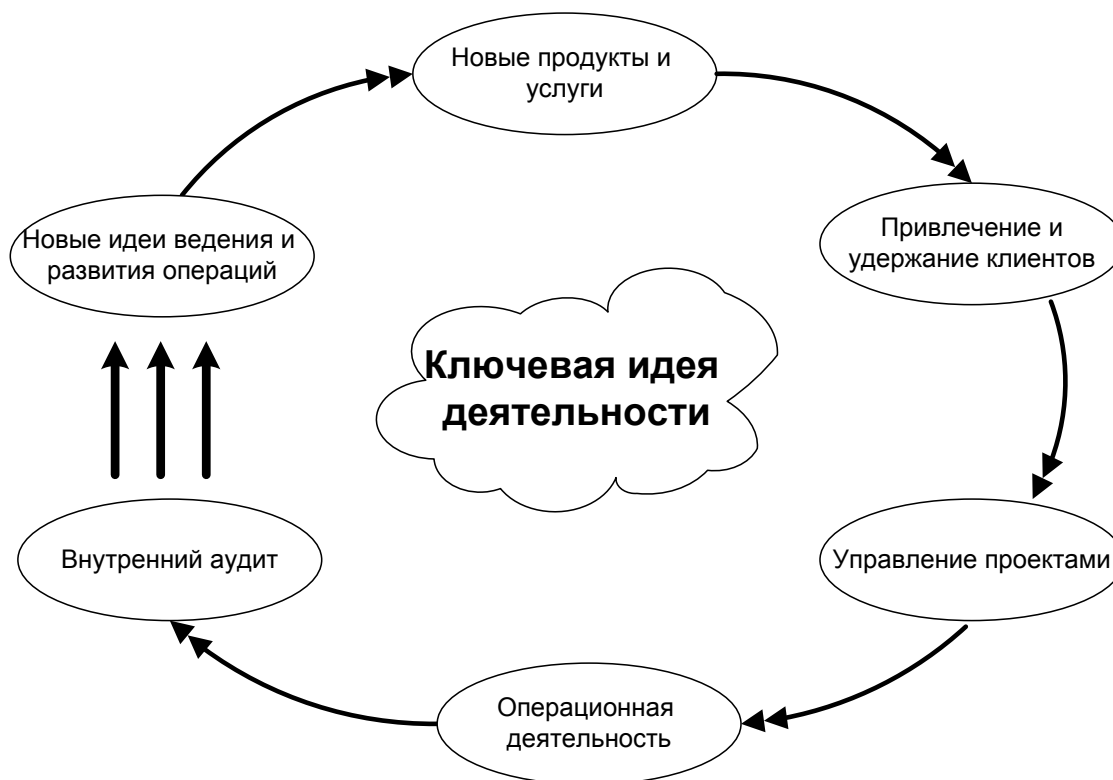 Новые продукты и
услуги
Привлечение и
удержание клиентов
Управление проектами
Операционная
деятельность
Внутренний аудит
Новые идеи ведения и
развития операций
Ключевая идея
деятельности